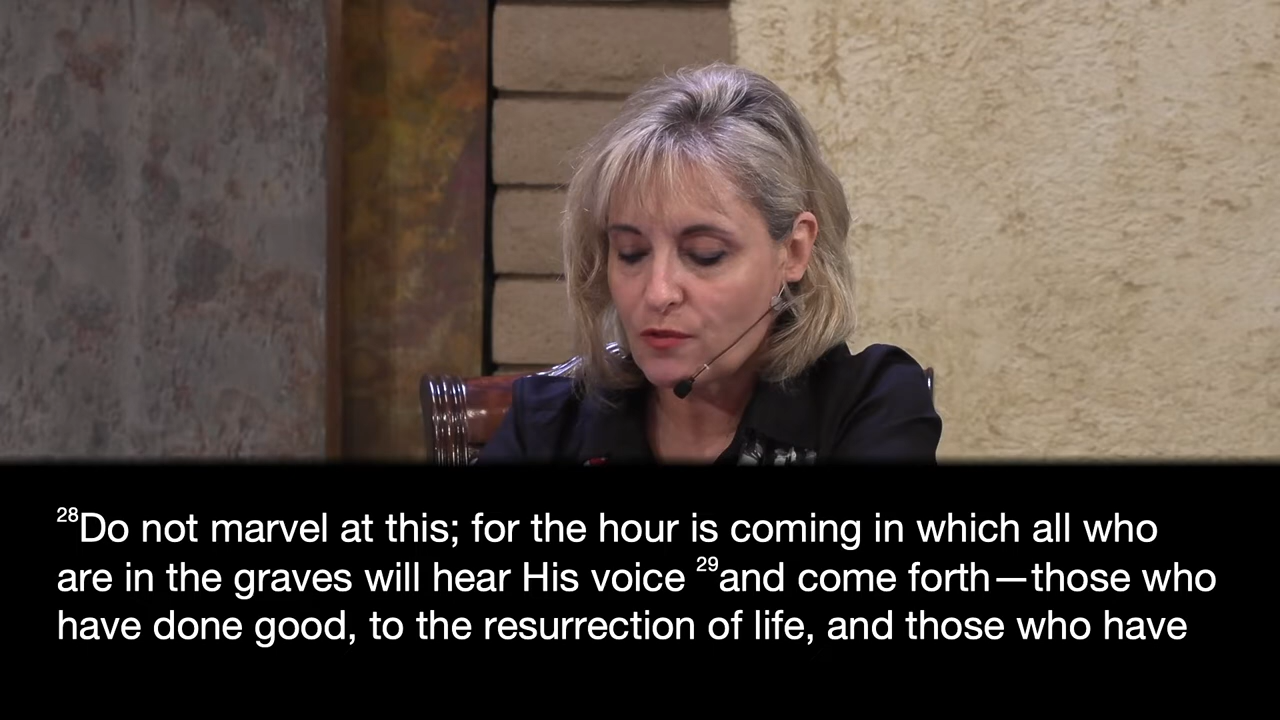 28Do not marvel at this; for the hour is coming in which all who
are in the graves will hear His voice 29and come forth—those who
have done good, to the resurrection of life, and those who have